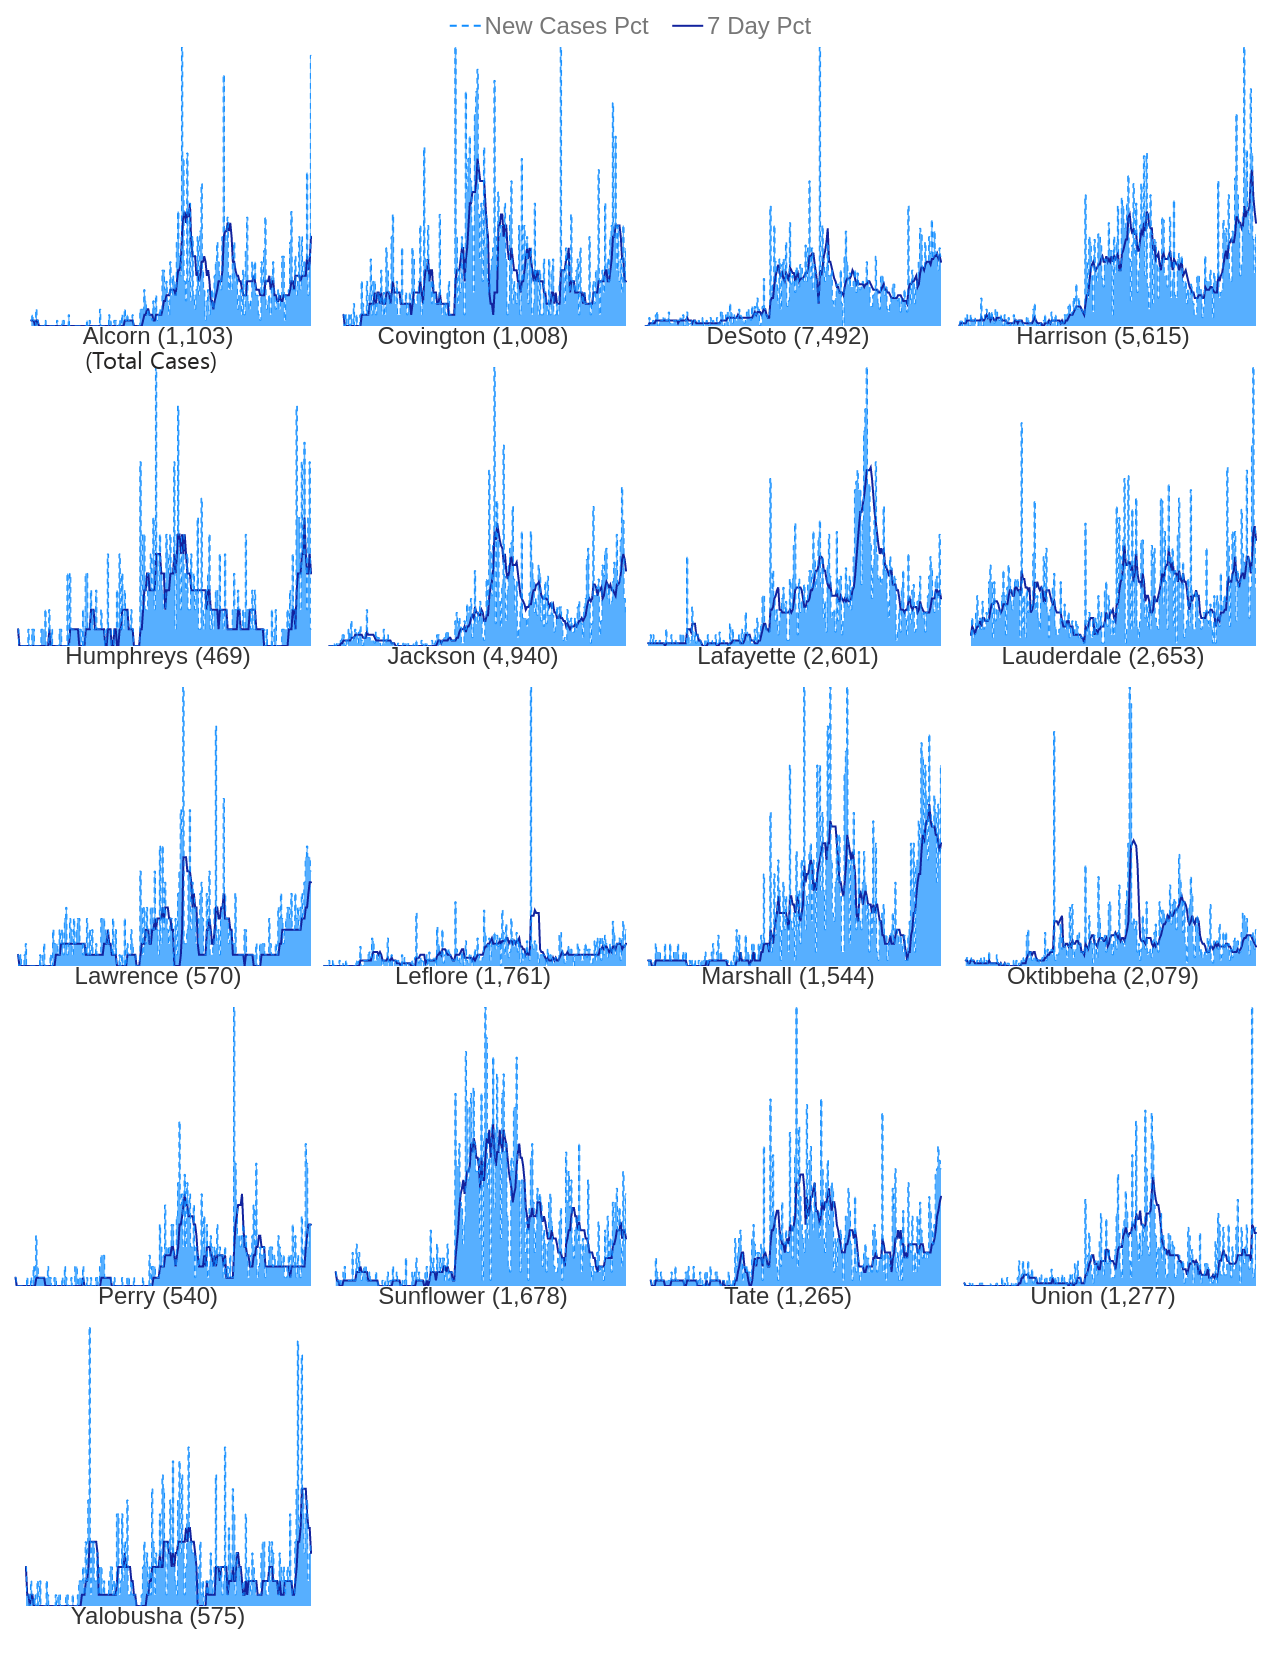 New Cases Pct 7 Day Pct
Alcorn (1,103) Covington (1,008) DeSoto (7,492) Harrison (5,615)
(Total Cases)
Humphreys (469) Jackson (4,940) Lafayette (2,601) Lauderdale (2,653)
Lawrence (570) Leflore (1,761) Marshall (1,544) Oktibbeha (2,079)
Perry (540) Sunflower (1,678) Tate (1,265) Union (1,277)
Yalobusha (575)